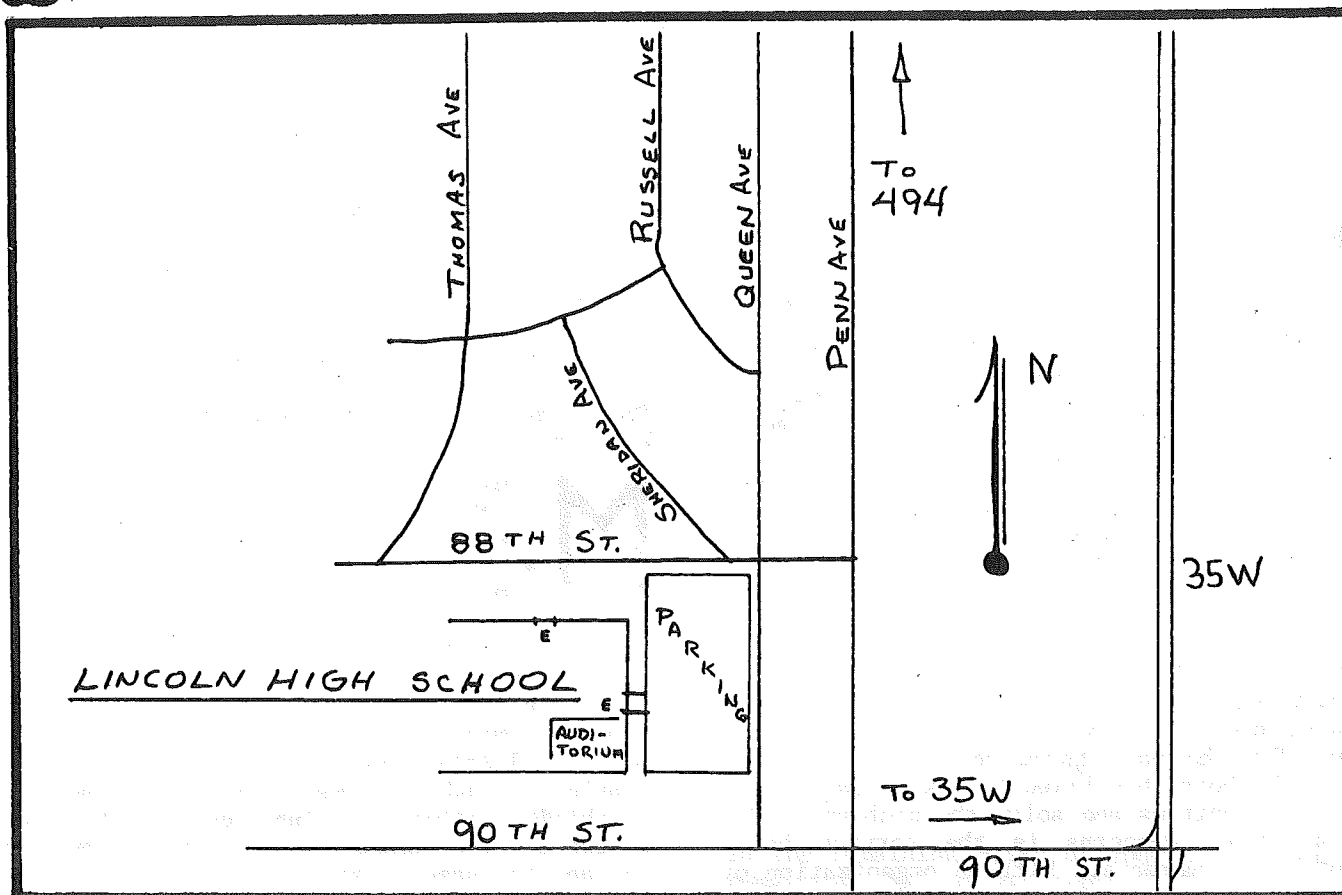 THOMAS AVE
RUSSELL AVE
QUEEN AVE
PENN AVE
TO
494
N
SHERIDAN AVE
88TH ST.
35W
E
PARKING
LINCOLN HIGH SCHOOL
E
AUDI-
TORIUM
TO 35W
90TH ST.
90TH ST.